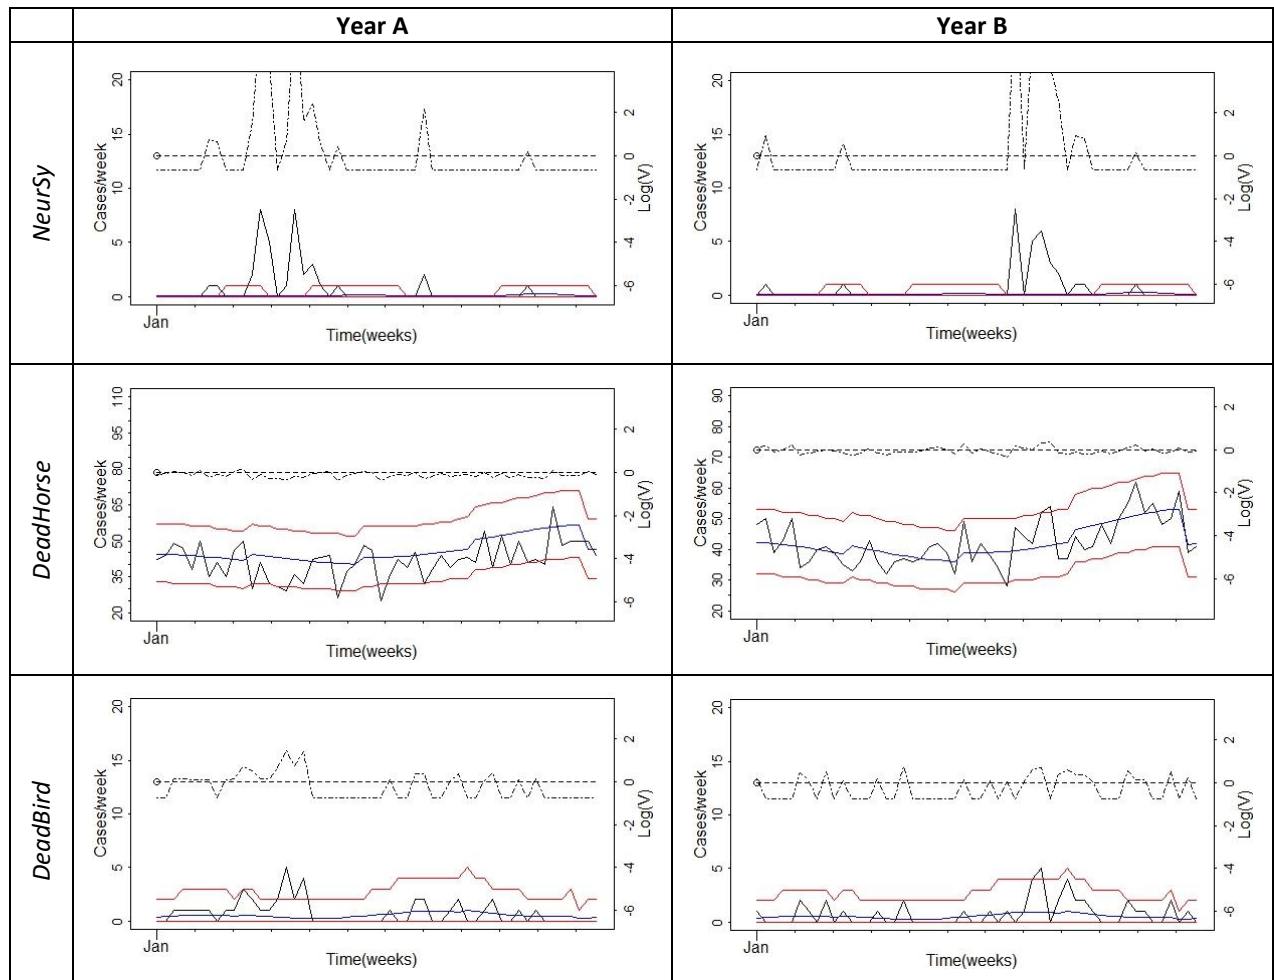 Year A Year B
NeurSy
Cases/week
20
15
10
5
0
Log(V)
2
0
-2
-4
-6
Jan
Time(weeks)
Cases/week
20
15
10
5
0
Log(V)
2
0
-2
-4
-6
Jan
Time(weeks)
DeadHorse
Cases/week
110
95
80
65
50
35
20
Log(V)
2
0
-2
-4
-6
Jan
Time(weeks)
Cases/week
90
80
70
60
50
40
30
20
Log(V)
2
0
-2
-4
-6
Jan
Time(weeks)
DeadBird
Cases/week
20
15
10
5
0
Log(V)
2
0
-2
-4
-6
Jan
Time(weeks)
Cases/week
20
15
10
5
0
Log(V)
2
0
-2
-4
-6
Jan
Time(weeks)